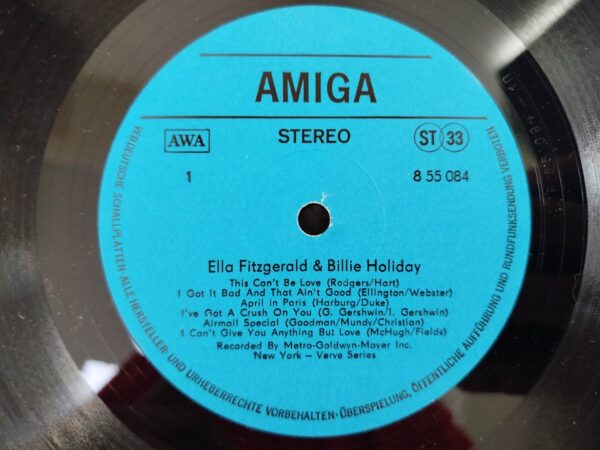 AMIGA
AWA
STEREO
ST 33
1
8 55 084
Ella Fitzgerald & Billie Holiday
This Can't Be Love (Rodgers/Hart)
I Got It Bad And That Ain't Good (Ellington/Webster)
April in Paris (Harburg/Duke)
I've Got A Crush On You (G. Gershwin/I. Gershwin)
Airmail Special (Goodman/Mundy/Christian)
I Can't Give You Anything But Love (McHugh/Fields)
Recorded By Metro-Goldwyn-Mayer Inc.
New York – Verve Series
VEB DEUTSCHE SCHALLPLATTEN ALLE HERSTELLER- UND URHEBERRECHTE VORBEHALTEN · ÜBERSPIELUNG, ÖFFENTLICHE AUFFÜHRUNG UND RUNDFUNKSENDUNG VERBOTEN